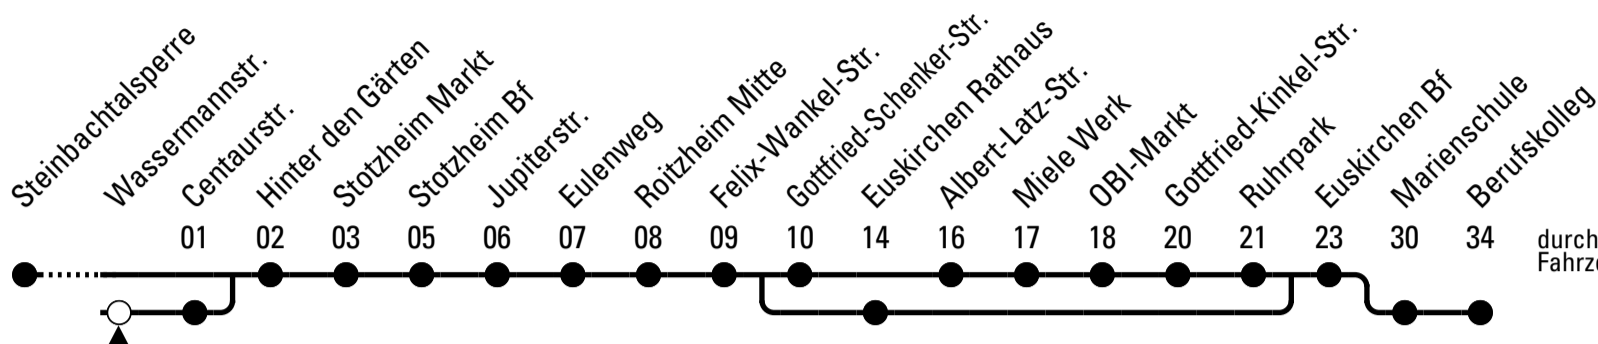 Steinbachtalsperre
Wassermannstr.
Centaurstr.
Hinter den Gärten
Stotzheim Markt
Stotzheim Bf
Jupiterstr.
Eulenweg
Roitzheim Mitte
Felix-Wankel-Str.
Gottfried-Schenker-Str.
Euskirchen Rathaus
Albert-Latz-Str.
Miele Werk
OBI-Markt
Gottfried-Kinkel-Str.
Ruhrpark
Euskirchen Bf
Marienschule
Berufskolleg
01 02 03 05 06 07 08 09 10 14 16 17 18 20 21 23 30 34
durch
Fahrze